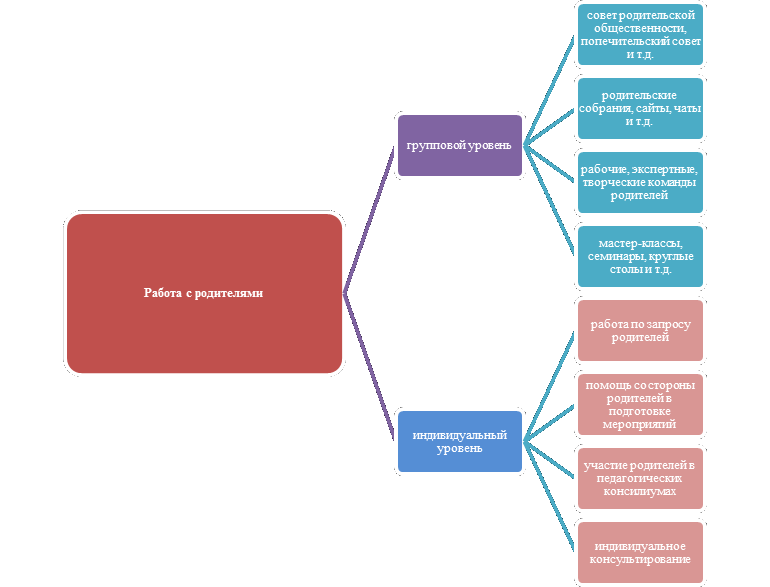 Работа с родителями
групповой уровень
совет родительской
общественности,
попечительский совет
и т.д.
родительские
собрания, сайты, чаты
и т.д.
рабочие, экспертные,
творческие команды
родителей
мастер-классы,
семинары, круглые
столы и т.д.
индивидуальный
уровень
работа по запросу
родителей
помощь со стороны
родителей в
подготовке
мероприятий
участие родителей в
педагогических
консилиумах
индивидуальное
консультирование